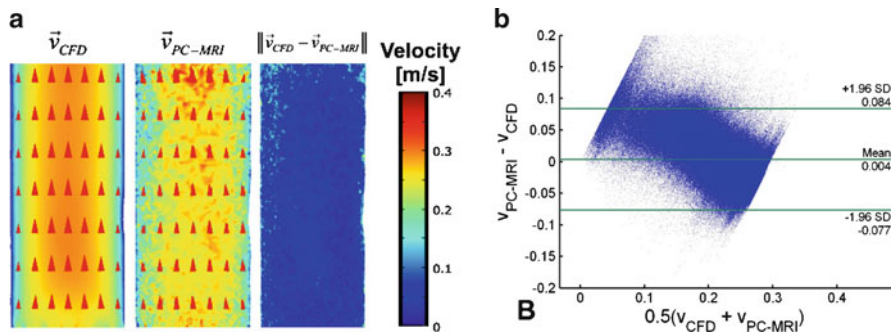 a
v⃗CFD
v⃗PC−MRI
‖v⃗CFD − v⃗PC−MRI‖
Velocity
[m/s]
0.4
0.3
0.2
0.1
0
b
0.2
0.15
0.1
0.05
0
-0.05
-0.1
-0.15
-0.2
vPC-MRI - vCFD
+1.96 SD
0.084
Mean
0.004
-1.96 SD
-0.077
0
0.1
0.2
0.3
0.4
B
0.5(vCFD + vPC-MRI)